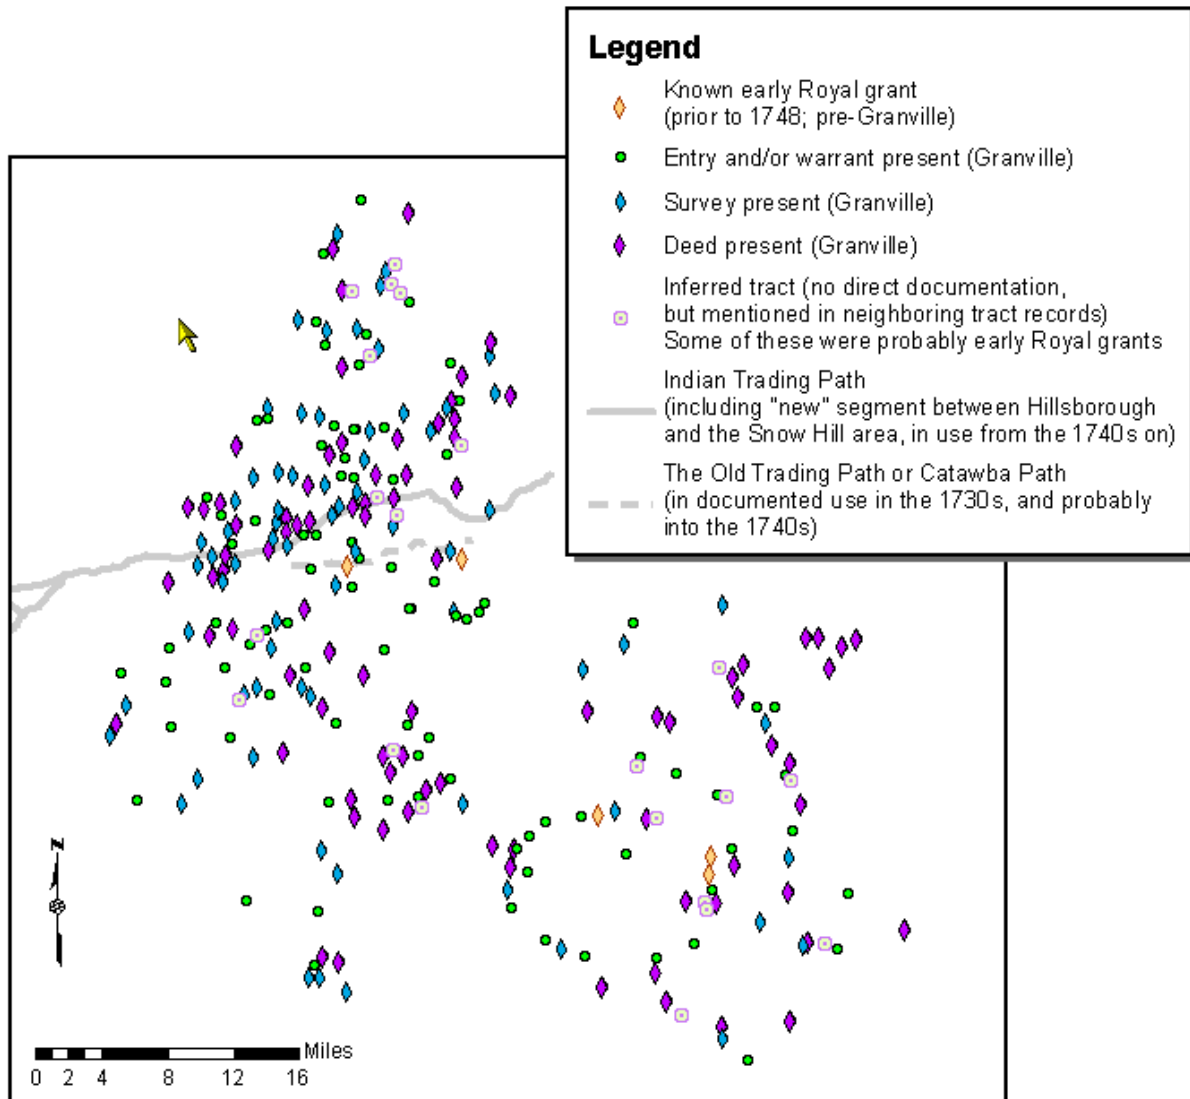 Legend
Known early Royal grant
(prior to 1748; pre-Granville)
Entry and/or warrant present (Granville)
Survey present (Granville)
Deed present (Granville)
Inferred tract (no direct documentation,
but mentioned in neighboring tract records)
Some of these were probably early Royal grants
Indian Trading Path
(including "new" segment between Hillsborough
and the Snow Hill area, in use from the 1740s on)
The Old Trading Path or Catawba Path
(in documented use in the 1730s, and probably
into the 1740s)
N
Miles
0 2 4 8 12 16